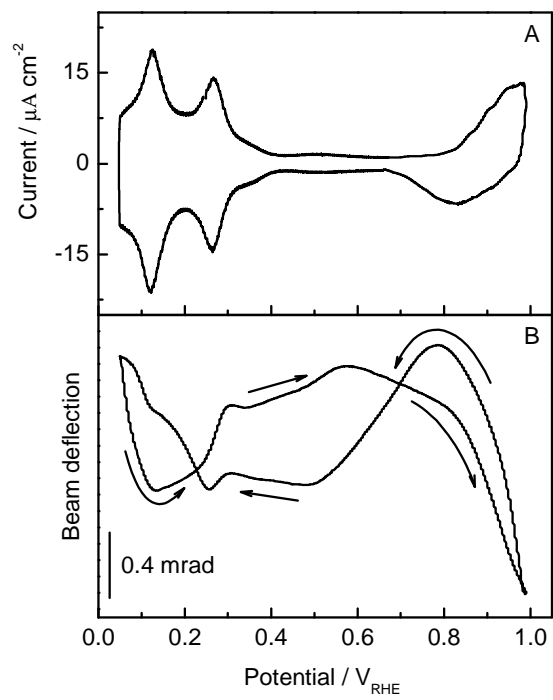 A
15
0
-15
Current / μA cm-2
B
Beam deflection
0.4 mrad
0.0 0.2 0.4 0.6 0.8 1.0
Potential / VRHE